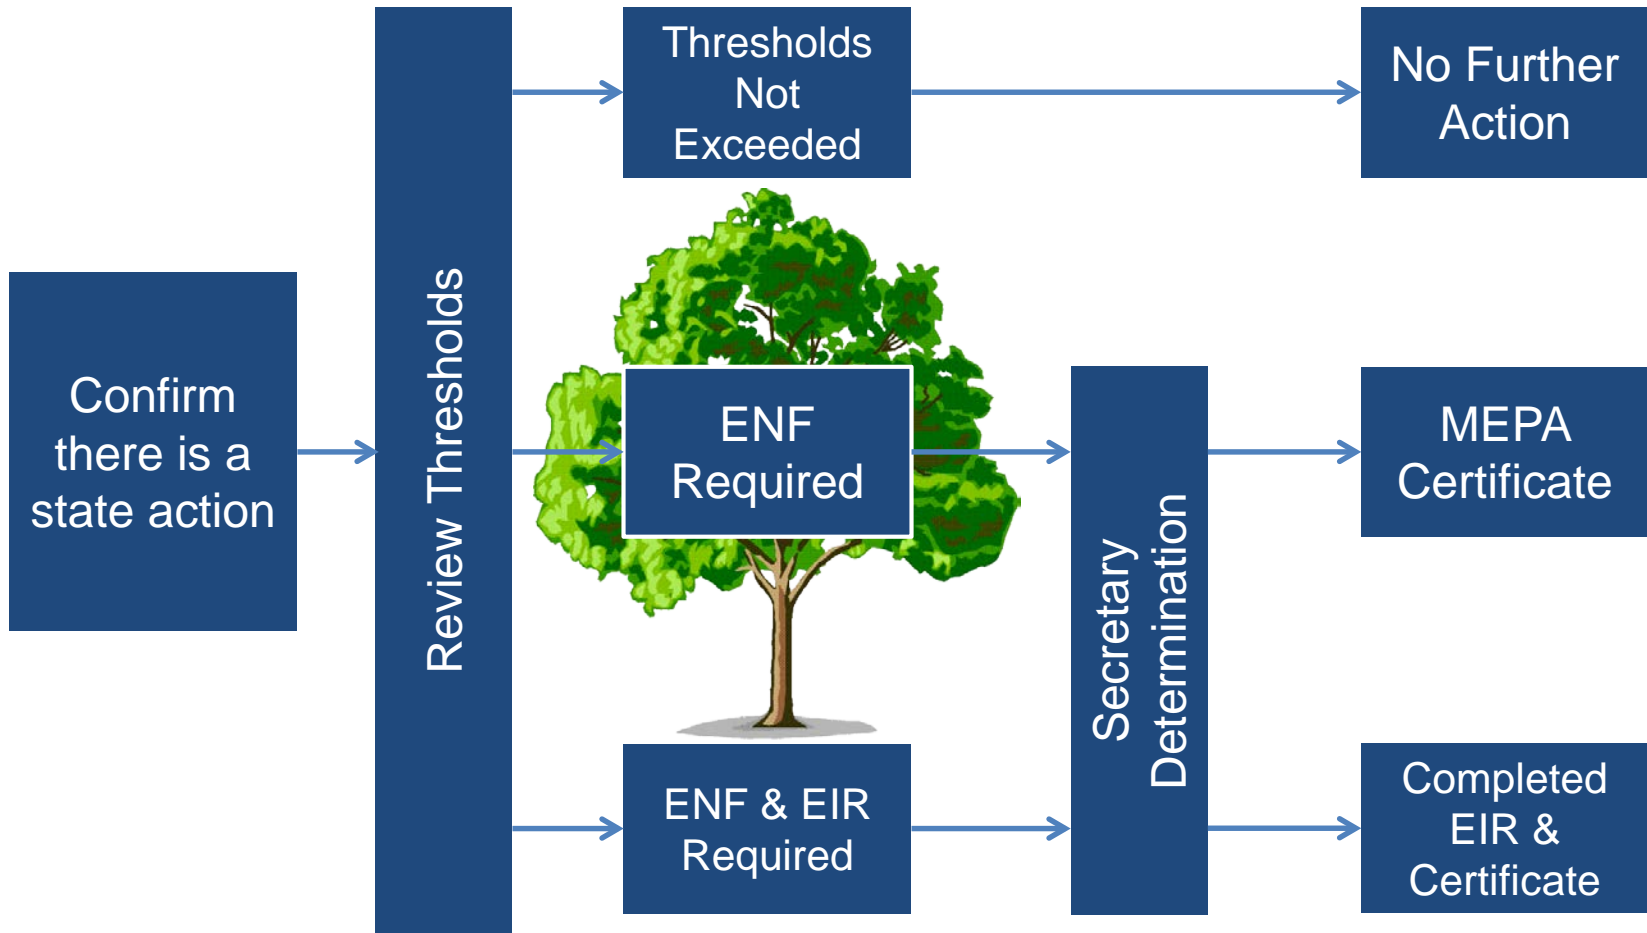 Confirm
there is a
state action
Review Thresholds
Thresholds
Not
Exceeded
No Further
Action
ENF
Required
Secretary
Determination
MEPA
Certificate
ENF & EIR
Required
Completed
EIR &
Certificate